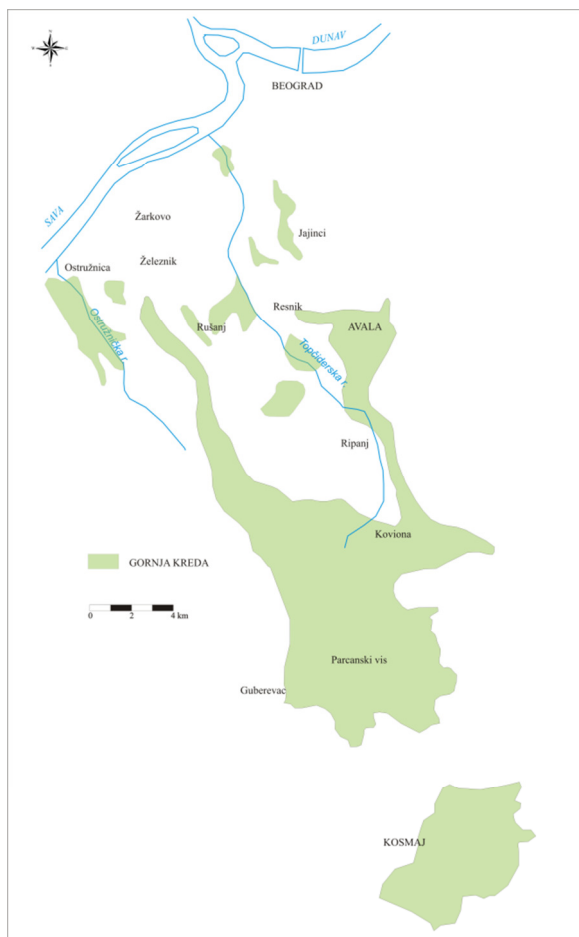 DUNAV
BEOGRAD
SAVA
Žarkovo
Jajinci
Železnik
Ostružnica
Resnik
Rušanj
AVALA
Ostružnička r.
Topčiderska r.
Ripanj
Koviona
GORNJA KREDA
0 2 4 km
Parcanski vis
Guberevac
KOSMAJ